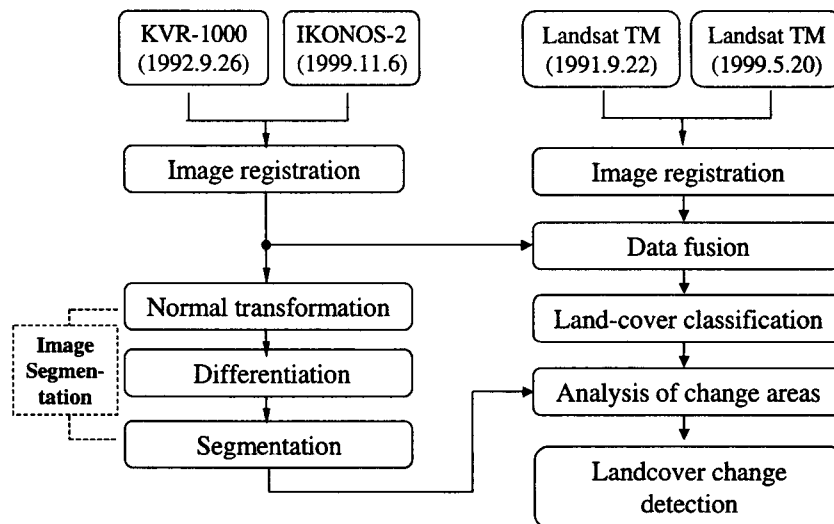 KVR-1000
(1992.9.26)
IKONOS-2
(1999.11.6)
Landsat TM
(1991.9.22)
Landsat TM
(1999.5.20)
Image registration
Image registration
Data fusion
Normal transformation
Land-cover classification
Image
Segmen-
tation
Differentiation
Analysis of change areas
Segmentation
Landcover change
detection